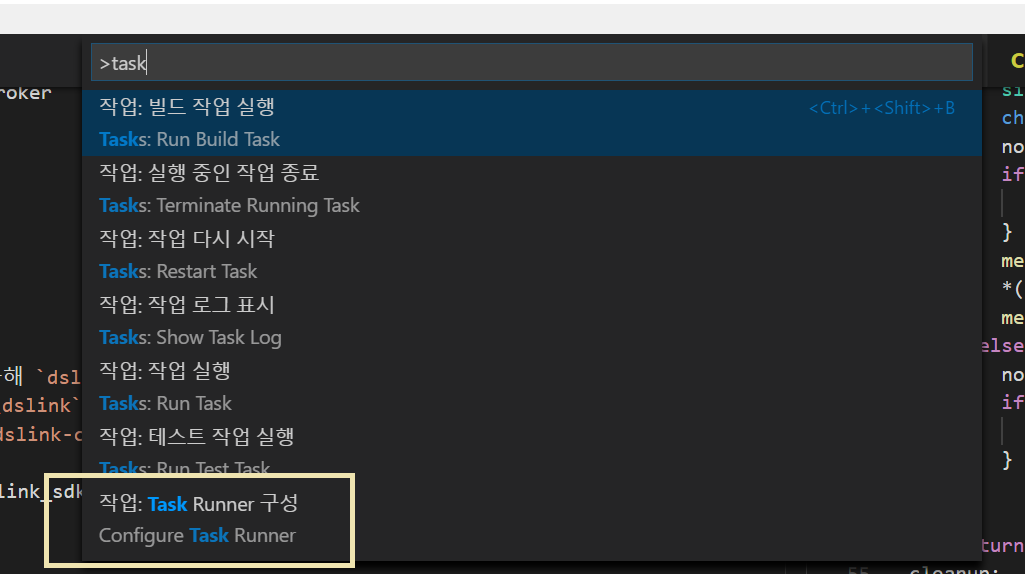 >task
roker
작업: 빌드 작업 실행
<Ctrl>+<Shift>+B
Tasks: Run Build Task
작업: 실행 중인 작업 종료
Tasks: Terminate Running Task
작업: 작업 다시 시작
Tasks: Restart Task
작업: 작업 로그 표시
Tasks: Show Task Log
작업: 작업 실행
Tasks: Run Task
작업: 테스트 작업 실행
Tasks: Run Test Task
작업: Task Runner 구성
Configure Task Runner
해 `dsl
dslink`
dslink-c
link_sdk
C
si
ch
no
if
}
me
*(
me
else
no
if
}
turn
55
cleanup: